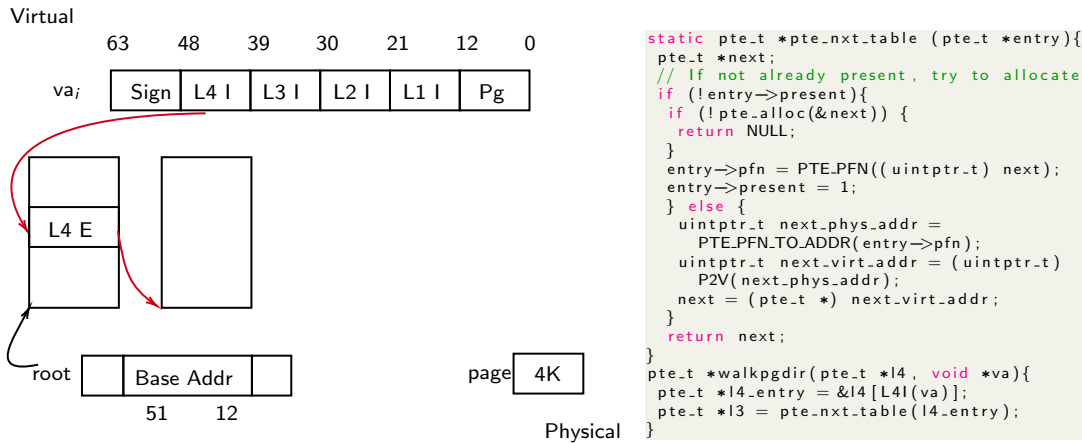 Virtual
63 48 39 30 21 12 0
va_i Sign L4 I L3 I L2 I L1 I Pg
L4 E
root Base Addr page 4K
51 12
Physical
static pte_t *pte_nxt_table (pte_t *entry){
pte_t *next;
// If not already present, try to allocate
if (!entry->present){
if (!pte_alloc(&next)) {
return NULL;
}
entry->pfn = PTE_PFN((uintptr_t) next);
entry->present = 1;
} else {
uintptr_t next_phys_addr =
PTE_PFN_TO_ADDR(entry->pfn);
uintptr_t next_virt_addr = (uintptr_t)
P2V(next_phys_addr);
next = (pte_t *) next_virt_addr;
}
return next;
}
pte_t *walkpgdir(pte_t *l4, void *va){
pte_t *l4_entry = &l4[L4I(va)];
pte_t *l3 = pte_nxt_table(l4_entry);
}